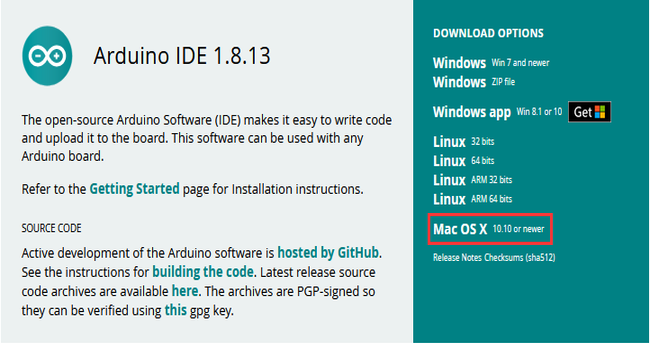 Arduino IDE 1.8.13
The open-source Arduino Software (IDE) makes it easy to write code
and upload it to the board. This software can be used with any
Arduino board.
Refer to the Getting Started page for Installation instructions.
SOURCE CODE
Active development of the Arduino software is hosted by GitHub.
See the instructions for building the code. Latest release source
code archives are available here. The archives are PGP-signed so
they can be verified using this gpg key.
DOWNLOAD OPTIONS
Windows Win 7 and newer
Windows ZIP file
Windows app Win 8.1 or 10 Get
Linux 32 bits
Linux 64 bits
Linux ARM 32 bits
Linux ARM 64 bits
Mac OS X 10.10 or newer
Release Notes Checksums (sha512)